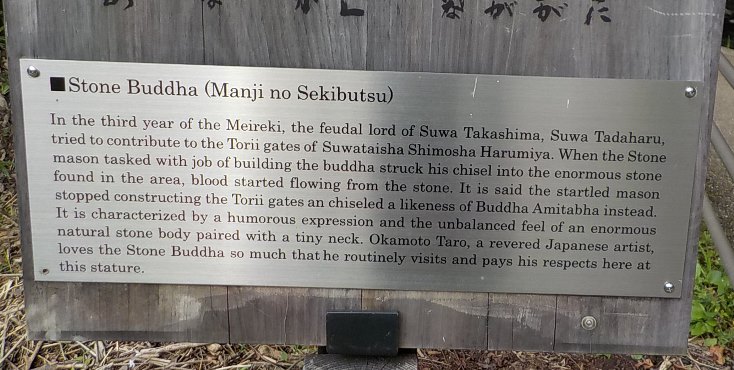 ■Stone Buddha (Manji no Sekibutsu)
In the third year of the Meireki, the feudal lord of Suwa Takashima, Suwa Tadaharu,
tried to contribute to the Torii gates of Suwataisha Shimosha Harumiya. When the Stone
mason tasked with job of building the buddha struck his chisel into the enormous stone
found in the area, blood started flowing from the stone. It is said the startled mason
stopped constructing the Torii gates an chiseled a likeness of Buddha Amitabha instead.
It is characterized by a humorous expression and the unbalanced feel of an enormous
natural stone body paired with a tiny neck. Okamoto Taro, a revered Japanese artist,
loves the Stone Buddha so much that he routinely visits and pays his respects here at
this stature.